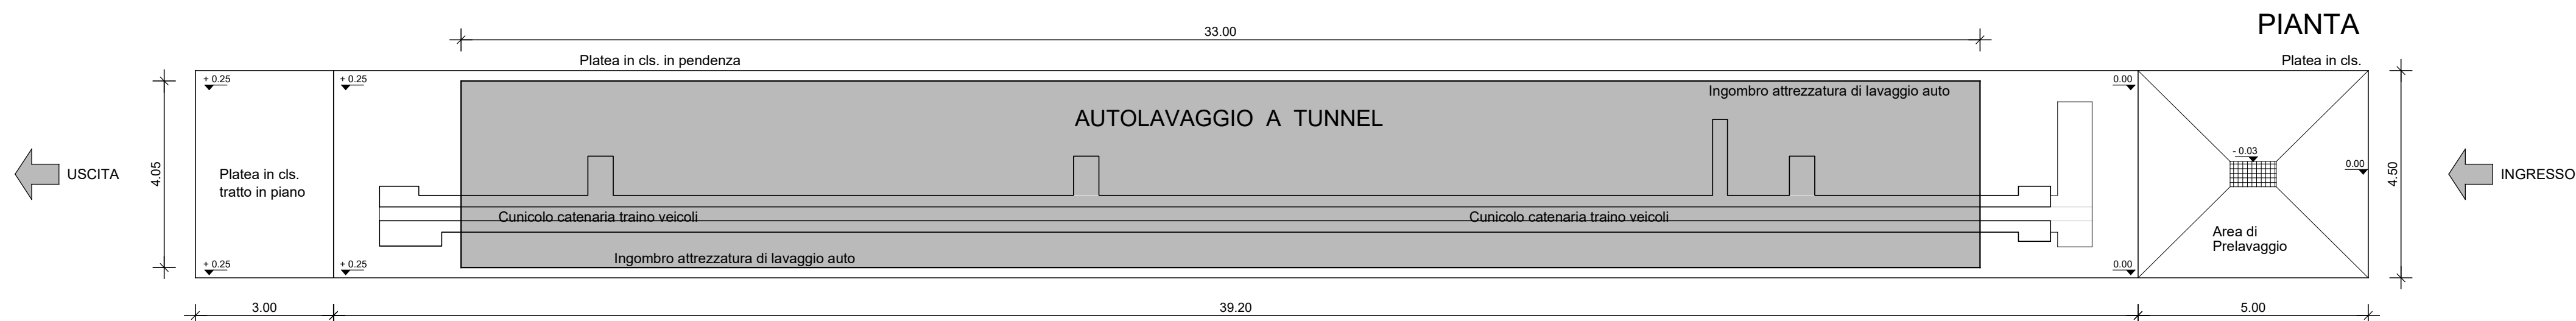 PIANTA
33.00
Platea in cls. in pendenza
Platea in cls.
+ 0.25
+ 0.25
0.00
Ingombro attrezzatura di lavaggio auto
AUTOLAVAGGIO A TUNNEL
USCITA
4.05
Platea in cls.
tratto in piano
- 0.03
0.00
4.50
INGRESSO
Cunicolo catenaria traino veicoli
Cunicolo catenaria traino veicoli
Area di
Prelavaggio
Ingombro attrezzatura di lavaggio auto
+ 0.25
+ 0.25
0.00
3.00
39.20
5.00